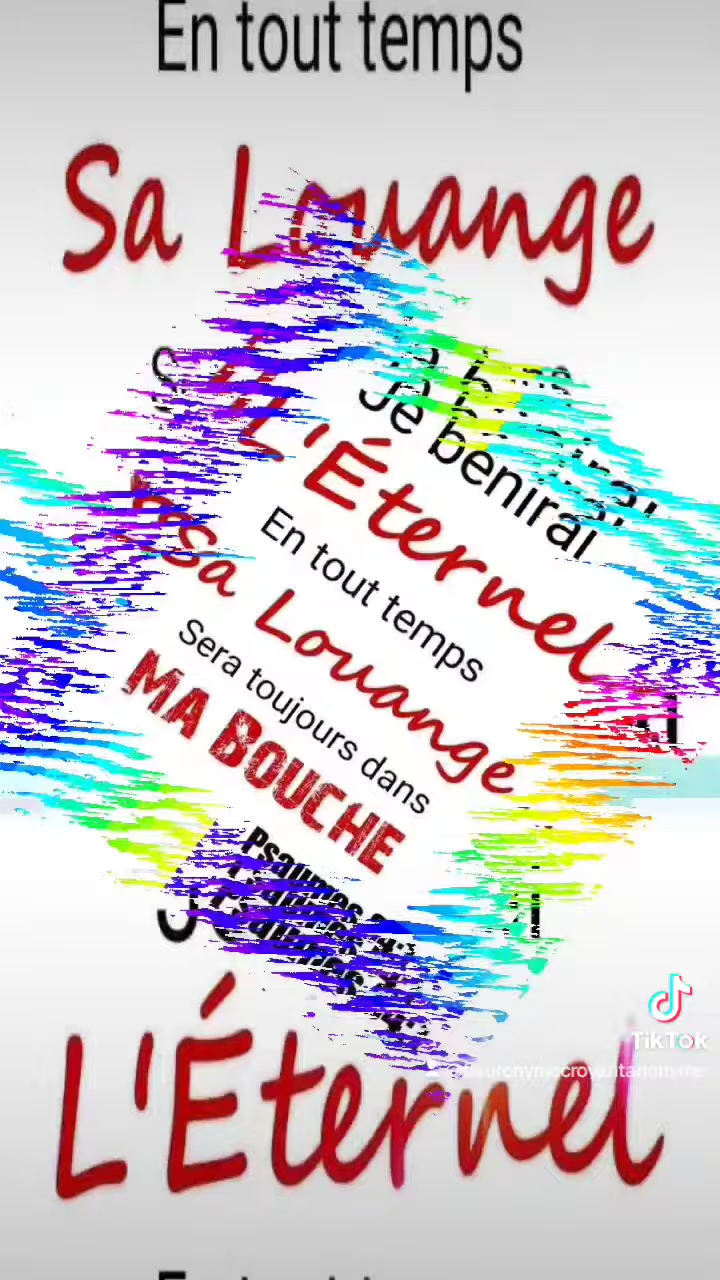 En tout temps
Sa Louange
Je bénirai
L'Éternel
En tout temps
Sa Louange
Sera toujours dans
MA BOUCHE
Psaumes
L'Éternel
TikTok